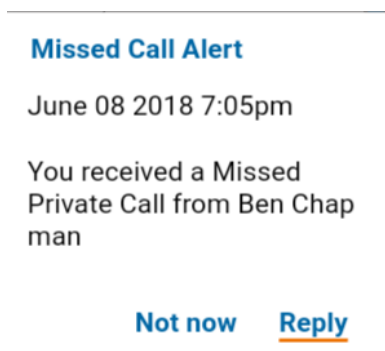 Missed Call Alert
June 08 2018 7:05pm
You received a Missed
Private Call from Ben Chap
man
Not now Reply